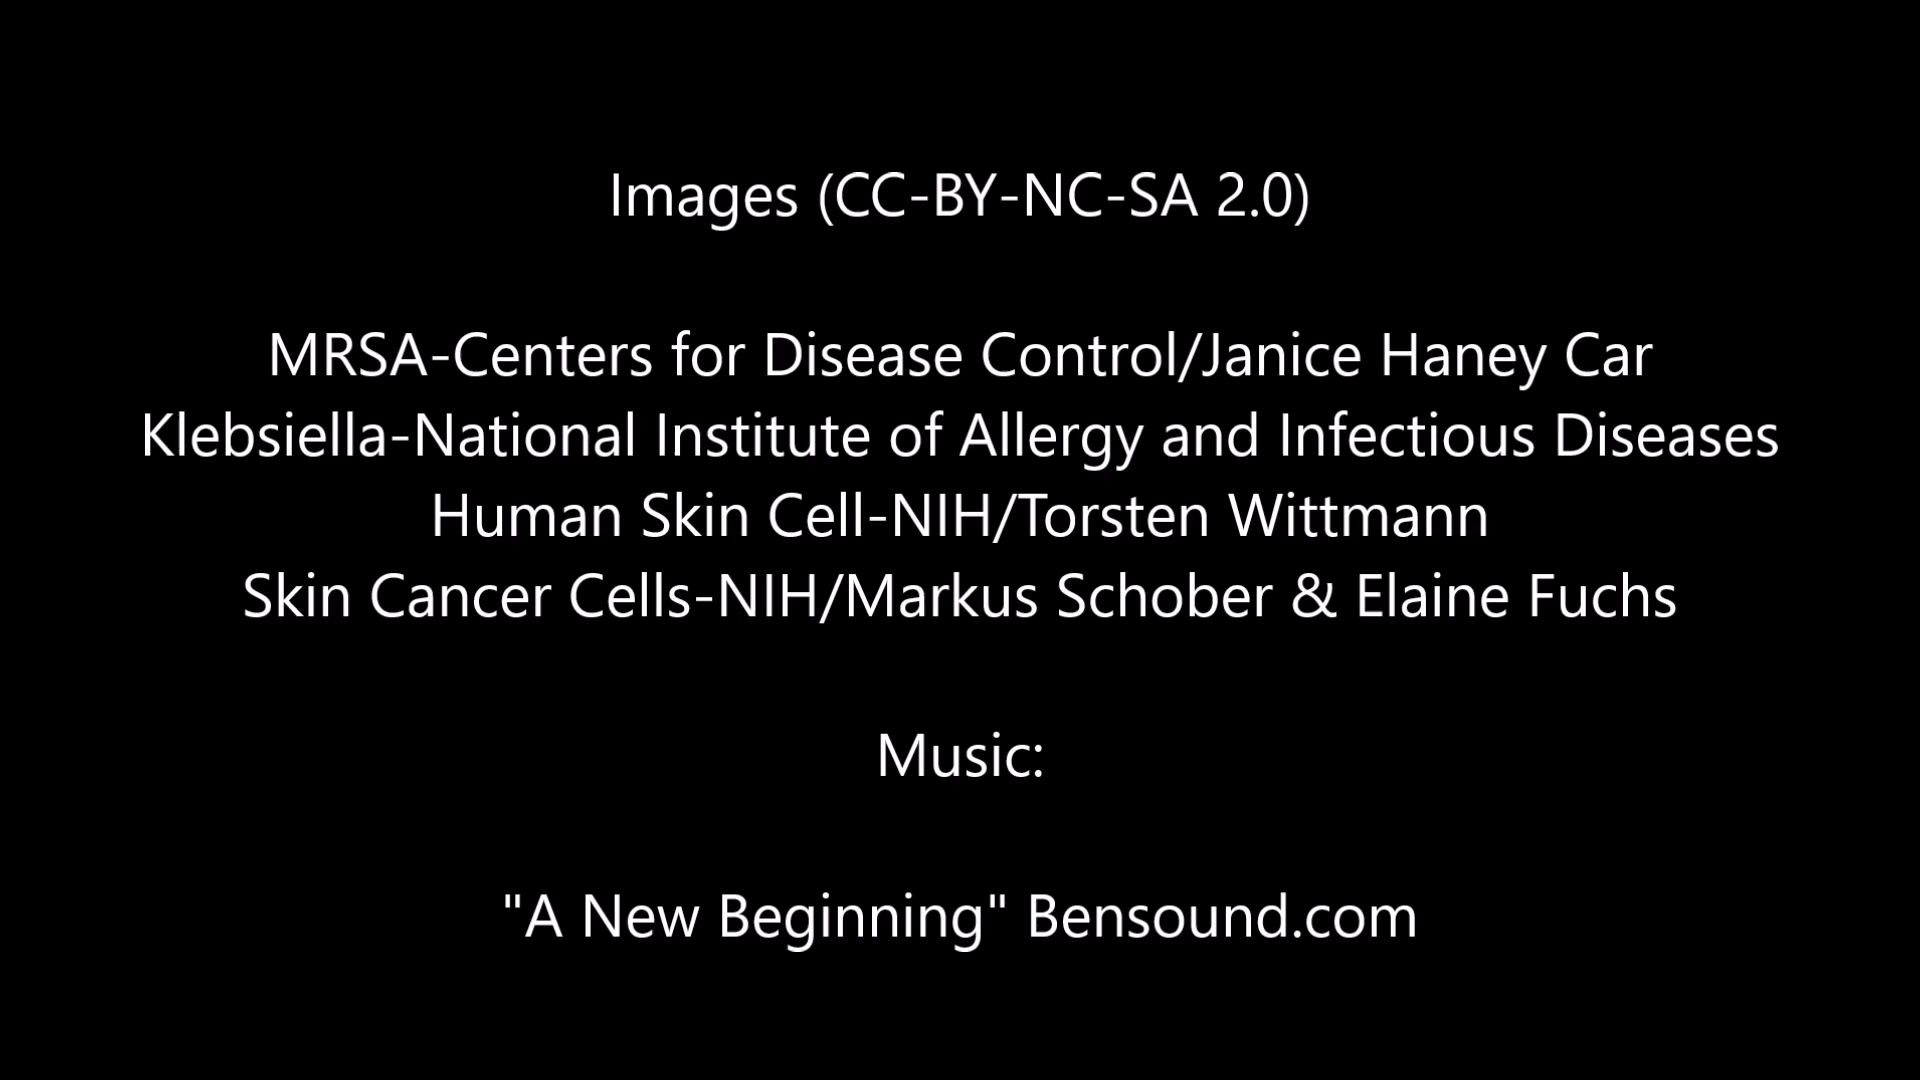 Images (CC-BY-NC-SA 2.0)
MRSA-Centers for Disease Control/Janice Haney Car
Klebsiella-National Institute of Allergy and Infectious Diseases
Human Skin Cell-NIH/Torsten Wittmann
Skin Cancer Cells-NIH/Markus Schober & Elaine Fuchs
Music:
"A New Beginning" Bensound.com